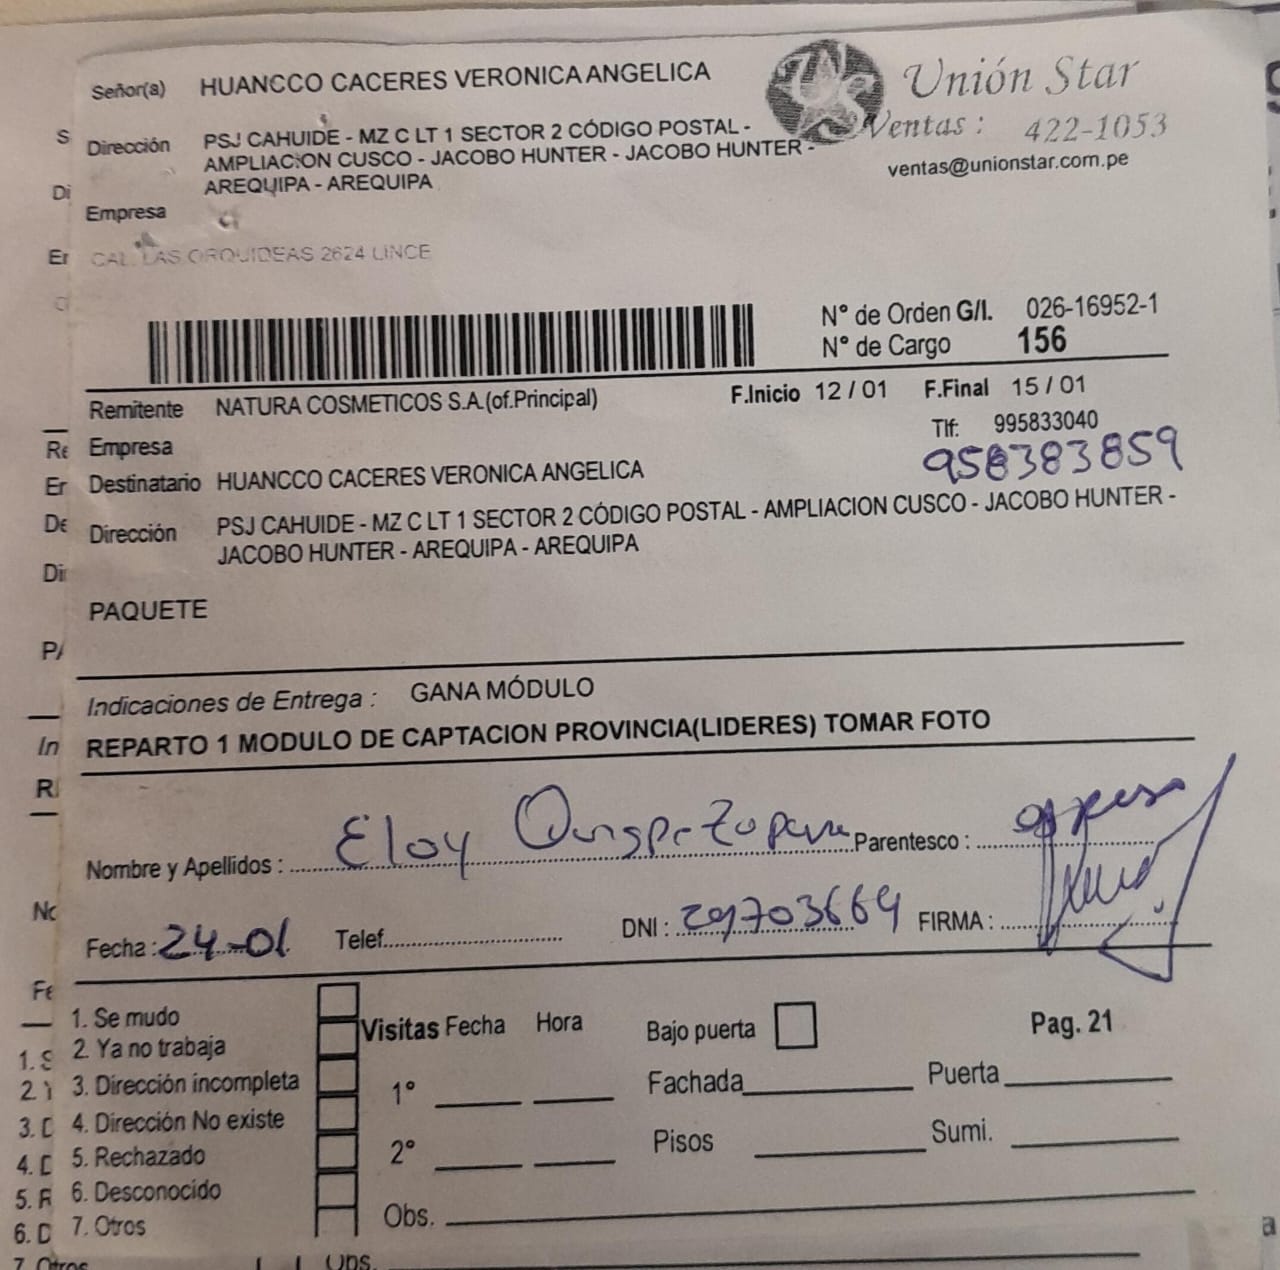 Señor(a) HUANCCO CACERES VERONICA ANGELICA
Unión Star
Ventas : 422-1053
ventas@unionstar.com.pe
Dirección PSJ CAHUIDE - MZ C LT 1 SECTOR 2 CÓDIGO POSTAL -
AMPLIACION CUSCO - JACOBO HUNTER - JACOBO HUNTER -
AREQUIPA - AREQUIPA
Empresa
CAL. LAS ORQUIDEAS 2624 LINCE
N° de Orden G/I. 026-16952-1
N° de Cargo 156
Remitente NATURA COSMETICOS S.A.(of.Principal) F.Inicio 12 / 01 F.Final 15 / 01
Empresa Tlf: 995833040
958383859
Destinatario HUANCCO CACERES VERONICA ANGELICA
Dirección PSJ CAHUIDE - MZ C LT 1 SECTOR 2 CÓDIGO POSTAL - AMPLIACION CUSCO - JACOBO HUNTER -
JACOBO HUNTER - AREQUIPA - AREQUIPA
PAQUETE
Indicaciones de Entrega : GANA MÓDULO
REPARTO 1 MODULO DE CAPTACION PROVINCIA(LIDERES) TOMAR FOTO
Nombre y Apellidos : Eloy Parentesco :
Fecha : 24-01 Telef. DNI : 29703669 FIRMA :
1. Se mudo
2. Ya no trabaja
3. Dirección incompleta
4. Dirección No existe
5. Rechazado
6. Desconocido
7. Otros
Visitas Fecha Hora
1°
2°
Obs.
Bajo puerta Pag. 21
Fachada Puerta
Pisos Sumi.
7. Otros Obs.